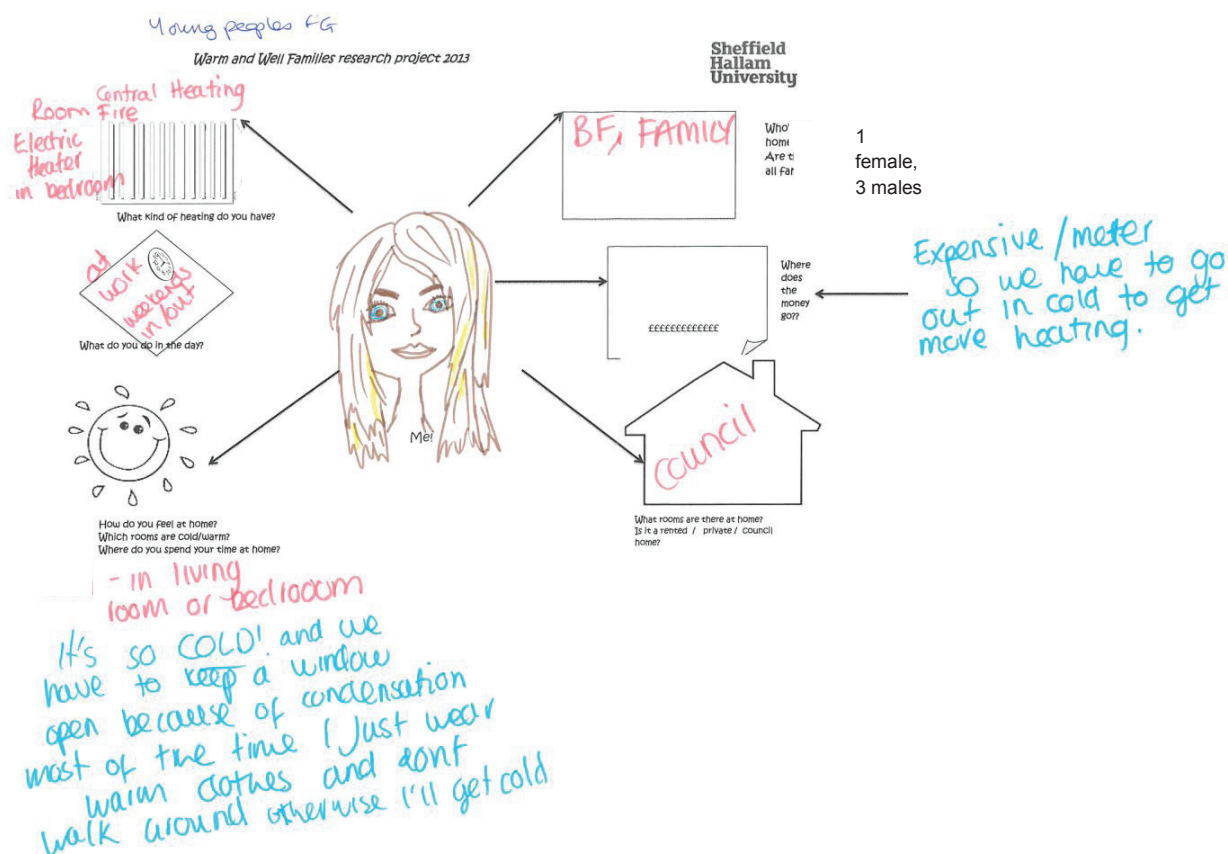 Young peoples FG
Warm and Well Families research project 2013
Sheffield
Hallam
University
Central Heating
Room Fire
Electric
Heater
in bedroom
What kind of heating do you have?
BF, FAMILY
Who'
hom
Are t
all far
1
female,
3 males
at
work
weekends
in/out
What do you do in the day?
Where
does
the
money
go??
£££££££££££££
Expensive/meter
so we have to go
out in cold to get
more heating.
Me!
council
What rooms are there at home?
Is it a rented / private / council
home?
How do you feel at home?
Which rooms are cold/warm?
Where do you spend your time at home?
- in living
room or bedrooom
It's so COLD! and we
have to keep a window
open because of condensation
most of the time I Just wear
warm clothes and dont
walk around otherwise I'll get cold